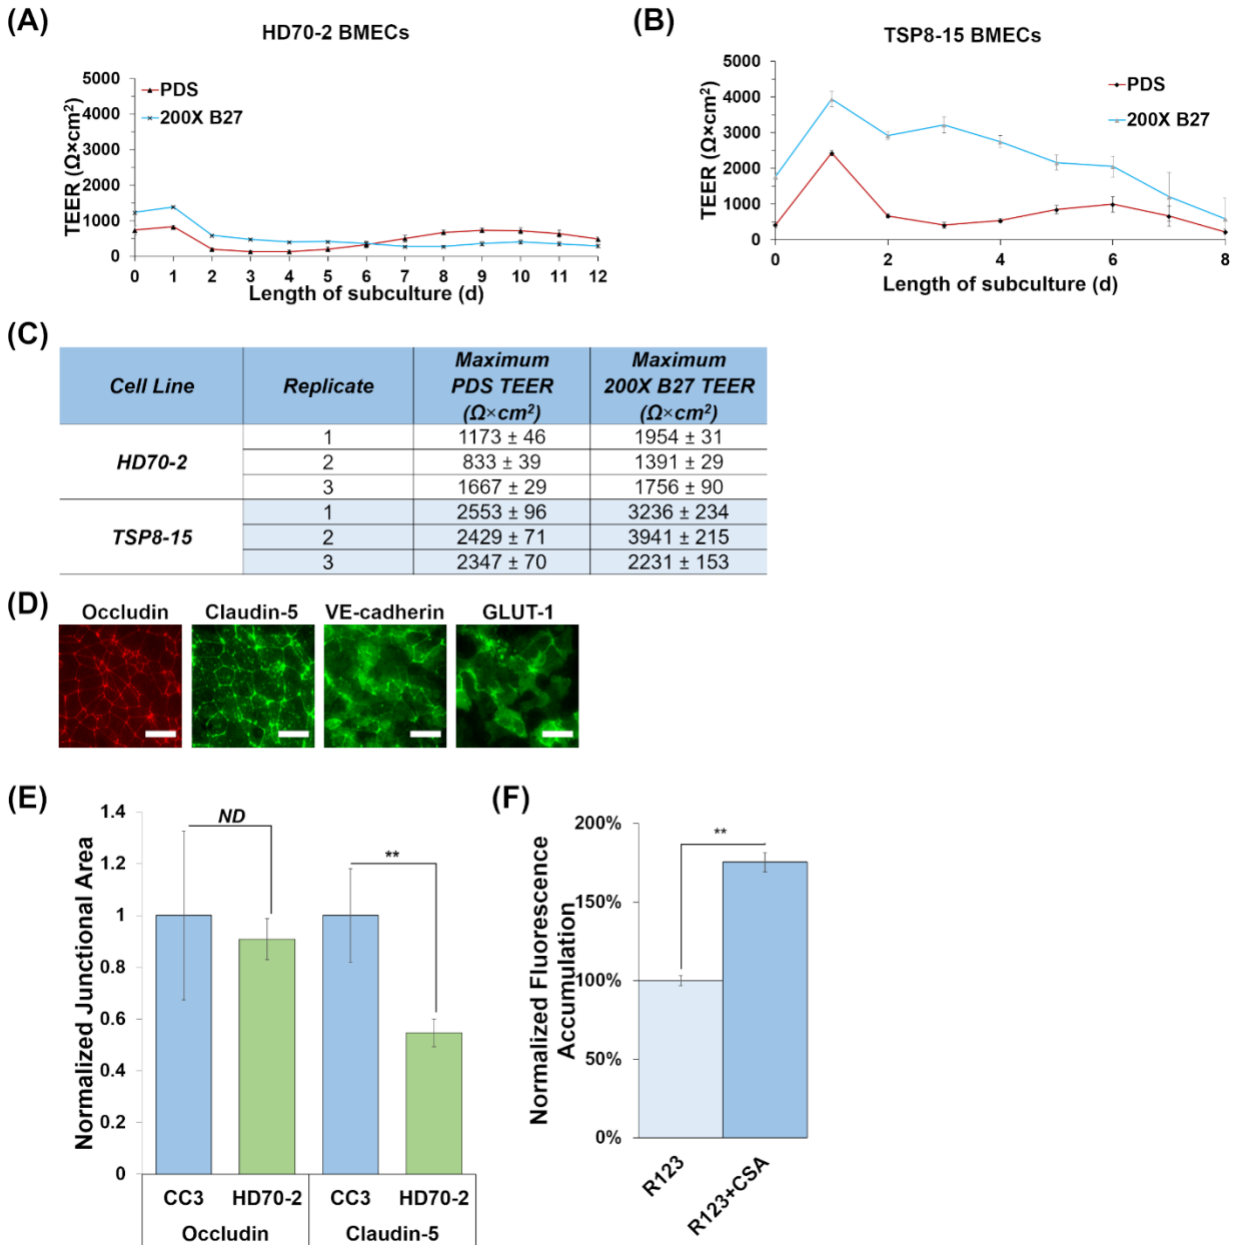 (A)
HD70-2 BMECs
5000
4000
3000
2000
1000
0
TEER (Ω×cm²)
PDS
200X B27
0 1 2 3 4 5 6 7 8 9 10 11 12
Length of subculture (d)
(B)
TSP8-15 BMECs
5000
4000
3000
2000
1000
0
TEER (Ω×cm²)
PDS
200X B27
0 2 4 6 8
Length of subculture (d)
(C)
Cell Line Replicate Maximum PDS TEER (Ω×cm²) Maximum 200X B27 TEER (Ω×cm²)
HD70-2
1 1173 ± 46 1954 ± 31
2 833 ± 39 1391 ± 29
3 1667 ± 29 1756 ± 90
TSP8-15
1 2553 ± 96 3236 ± 234
2 2429 ± 71 3941 ± 215
3 2347 ± 70 2231 ± 153
(D)
Occludin Claudin-5 VE-cadherin GLUT-1
(E)
Normalized Junctional Area
1.4
1.2
1
0.8
0.6
0.4
0.2
0
ND
**
CC3 HD70-2 CC3 HD70-2
Occludin Claudin-5
(F)
Normalized Fluorescence
Accumulation
200%
150%
100%
50%
0%
**
R123
R123+CSA